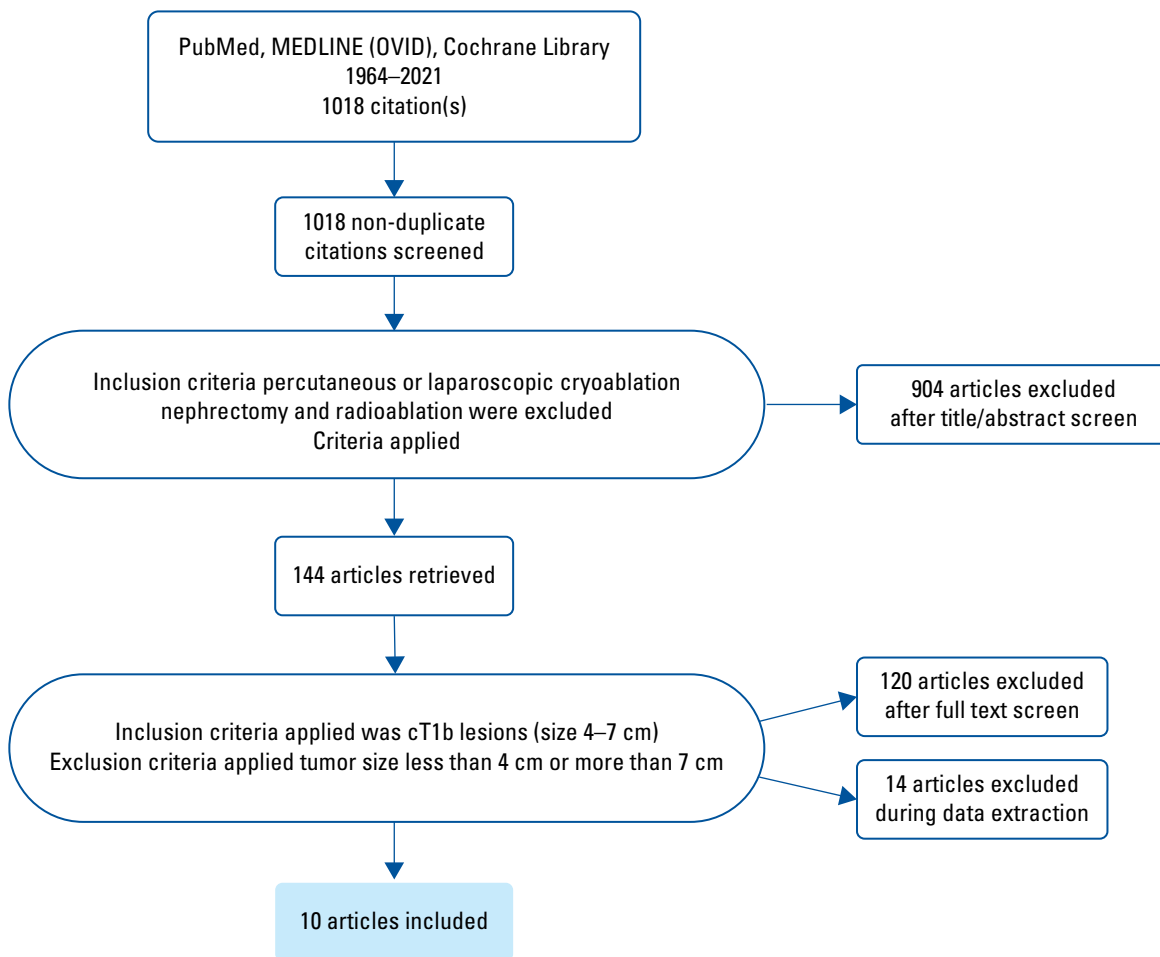 PubMed, MEDLINE (OVID), Cochrane Library
1964–2021
1018 citation(s)
1018 non-duplicate
citations screened
Inclusion criteria percutaneous or laparoscopic cryoablation
nephrectomy and radioablation were excluded
Criteria applied
904 articles excluded
after title/abstract screen
144 articles retrieved
Inclusion criteria applied was cT1b lesions (size 4–7 cm)
Exclusion criteria applied tumor size less than 4 cm or more than 7 cm
120 articles excluded
after full text screen
14 articles excluded
during data extraction
10 articles included